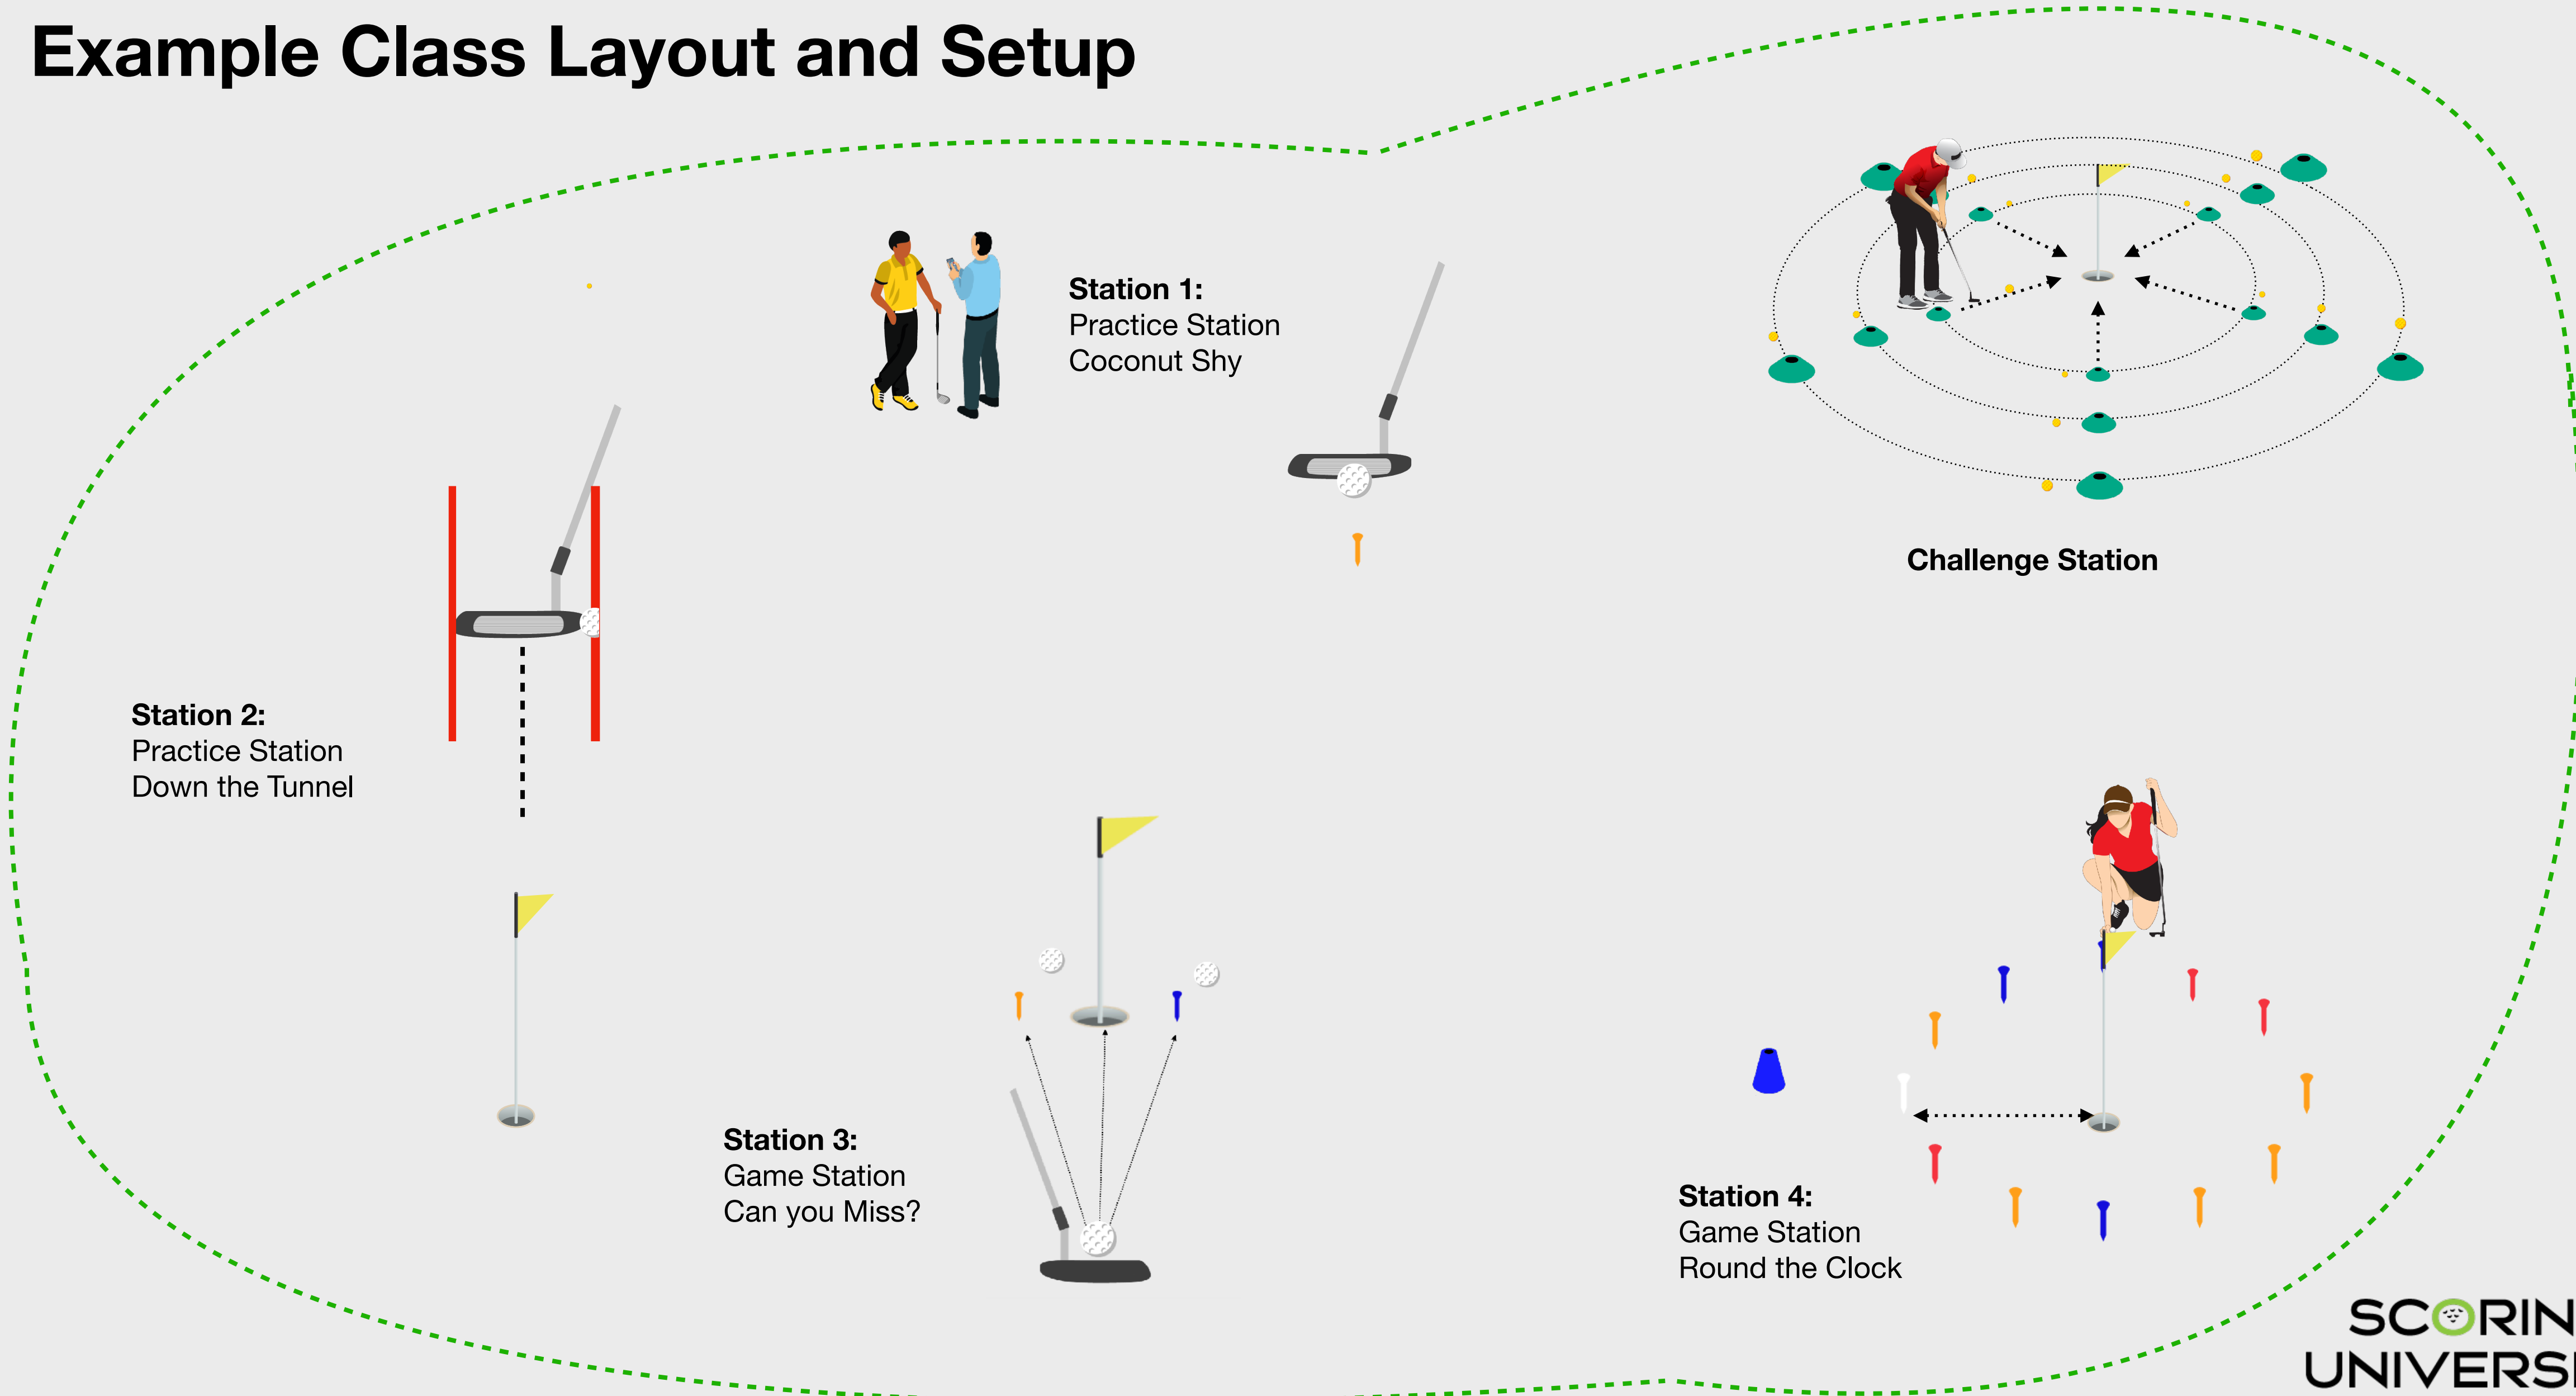 Example Class Layout and Setup
Station 1:
Practice Station
Coconut Shy
Challenge Station
Station 2:
Practice Station
Down the Tunnel
Station 3:
Game Station
Can you Miss?
Station 4:
Game Station
Round the Clock
SCORIN
UNIVERS